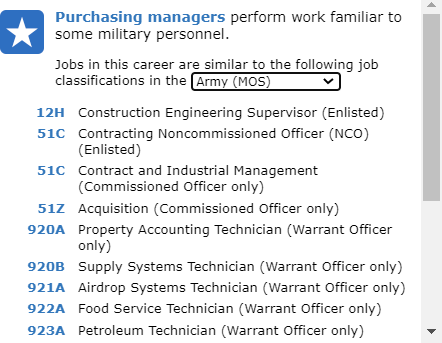 Purchasing managers perform work familiar to
some military personnel.
Jobs in this career are similar to the following job
classifications in the Army (MOS)
12H Construction Engineering Supervisor (Enlisted)
51C Contracting Noncommissioned Officer (NCO)
(Enlisted)
51C Contract and Industrial Management
(Commissioned Officer only)
51Z Acquisition (Commissioned Officer only)
920A Property Accounting Technician (Warrant Officer
only)
920B Supply Systems Technician (Warrant Officer only)
921A Airdrop Systems Technician (Warrant Officer only)
922A Food Service Technician (Warrant Officer only)
923A Petroleum Technician (Warrant Officer only)